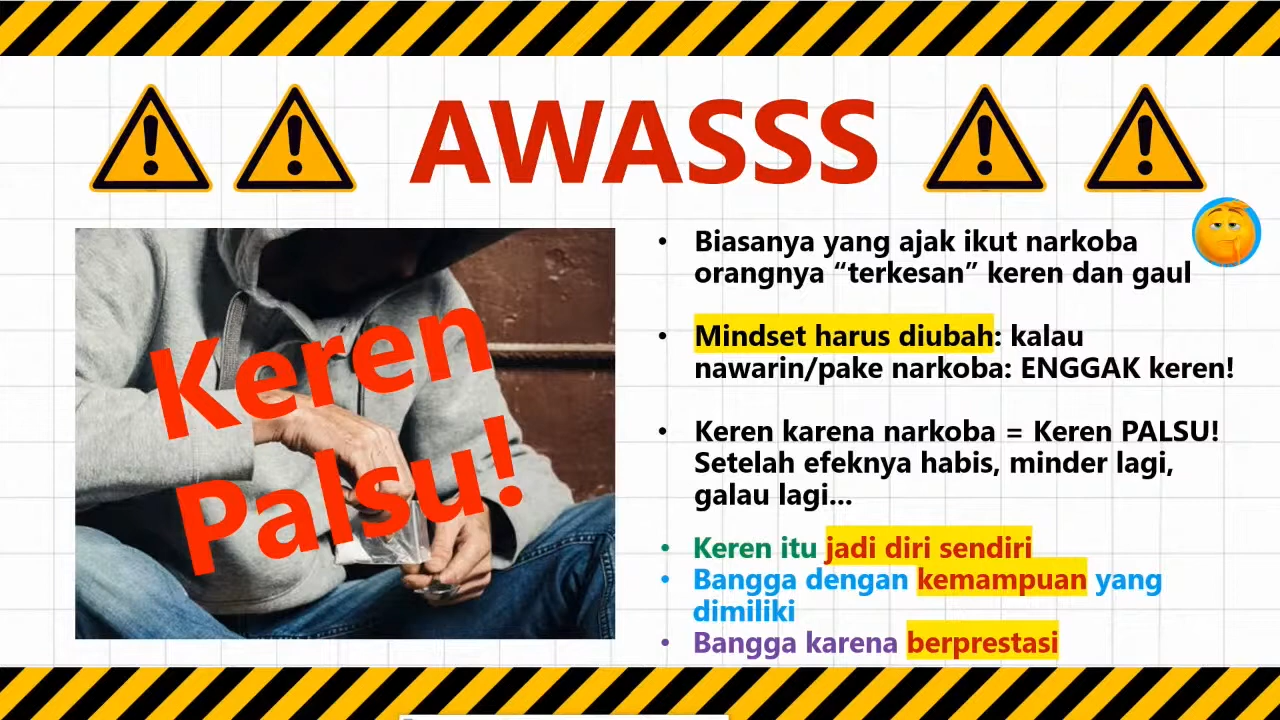 AWASSS
Keren
Palsu!
• Biasanya yang ajak ikut narkoba
orangnya “terkesan” keren dan gaul
• Mindset harus diubah: kalau
nawarin/pake narkoba: ENGGAK keren!
• Keren karena narkoba = Keren PALSU!
Setelah efeknya habis, minder lagi,
galau lagi...
• Keren itu jadi diri sendiri
• Bangga dengan kemampuan yang
dimiliki
• Bangga karena berprestasi